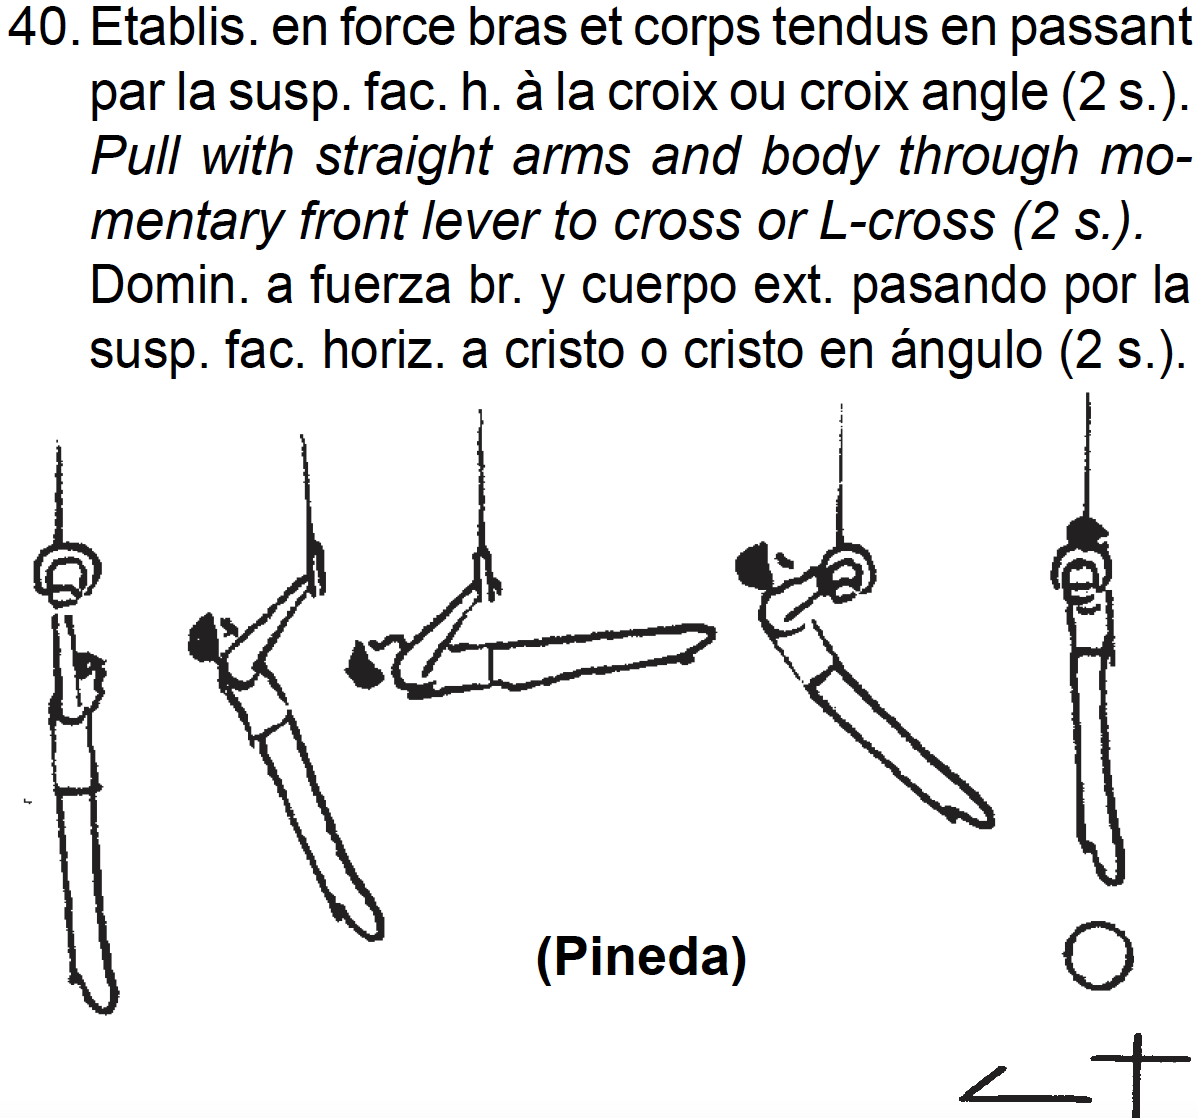 40. Etablis. en force bras et corps tendus en passant
par la susp. fac. h. à la croix ou croix angle (2 s.).
Pull with straight arms and body through mo-
mentary front lever to cross or L-cross (2 s.).
Domin. a fuerza br. y cuerpo ext. pasando por la
susp. fac. horiz. a cristo o cristo en ángulo (2 s.).
(Pineda)